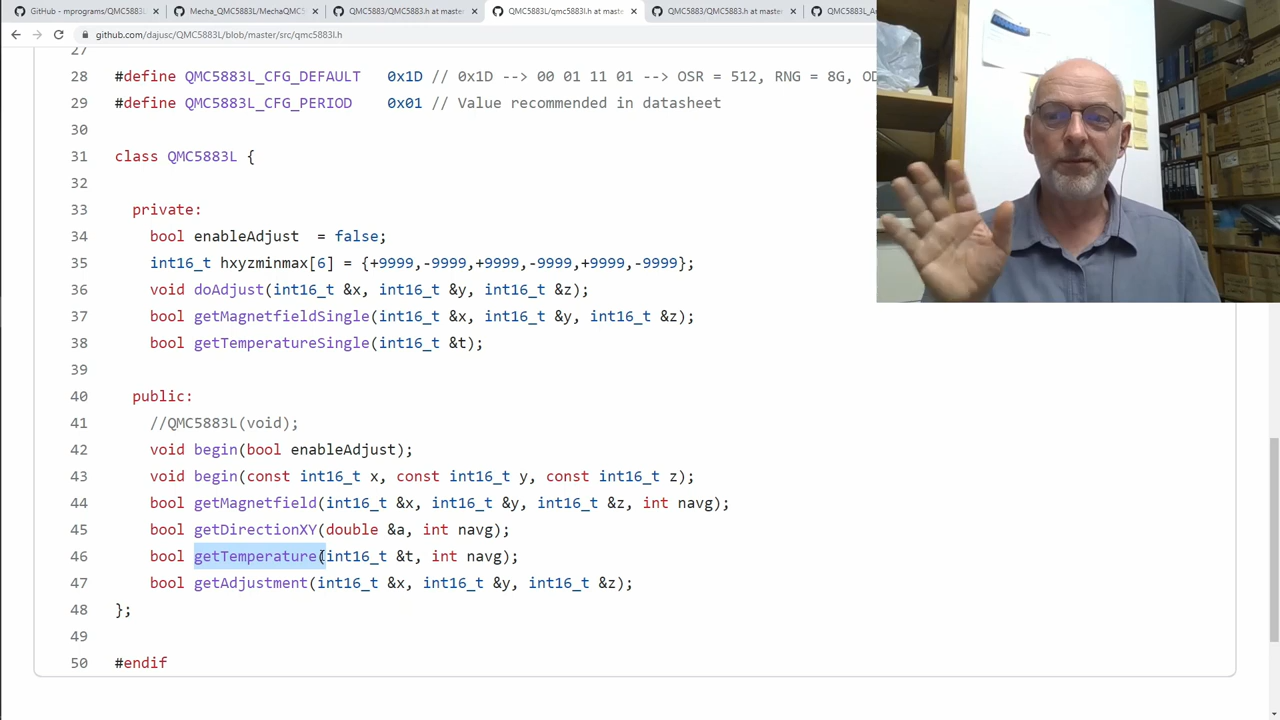 GitHub - mprograms/QMC5883L
Mecha_QMC5883L/MechaQMC5
QMC5883/QMC5883.h at master
QMC5883L/qmc5883l.h at mast
QMC5883/QMC5883.h at master
github.com/dajusc/QMC5883L/blob/master/src/qmc5883l.h
27
28 #define QMC5883L_CFG_DEFAULT 0x1D // 0x1D --> 00 01 11 01 --> OSR = 512, RNG = 8G, OD
29 #define QMC5883L_CFG_PERIOD 0x01 // Value recommended in datasheet
30
31 class QMC5883L {
32
33 private:
34 bool enableAdjust = false;
35 int16_t hxyzminmax[6] = {+9999,-9999,+9999,-9999,+9999,-9999};
36 void doAdjust(int16_t &x, int16_t &y, int16_t &z);
37 bool getMagnetfieldSingle(int16_t &x, int16_t &y, int16_t &z);
38 bool getTemperatureSingle(int16_t &t);
39
40 public:
41 //QMC5883L(void);
42 void begin(bool enableAdjust);
43 void begin(const int16_t x, const int16_t y, const int16_t z);
44 bool getMagnetfield(int16_t &x, int16_t &y, int16_t &z, int navg);
45 bool getDirectionXY(double &a, int navg);
46 bool getTemperature(int16_t &t, int navg);
47 bool getAdjustment(int16_t &x, int16_t &y, int16_t &z);
48 };
49
50 #endif